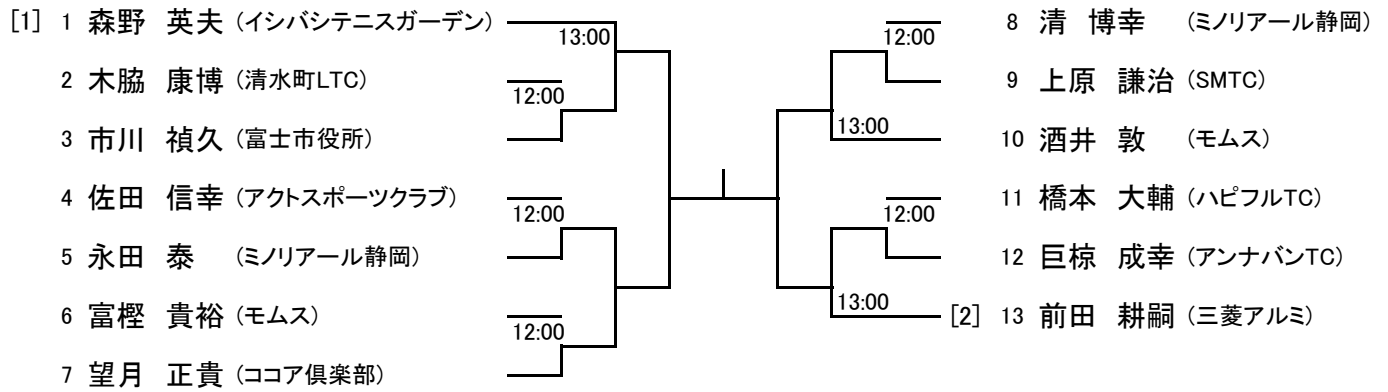 [1] 1 森野 英夫 (イシバシテニスガーデン)
13:00
2 木脇 康博 (清水町LTC)
12:00
3 市川 禎久 (富士市役所)
4 佐田 信幸 (アクトスポーツクラブ)
12:00
5 永田 泰 (ミノリアール静岡)
6 富樫 貴裕 (モムス)
12:00
7 望月 正貴 (ココア倶楽部)
8 清 博幸 (ミノリアール静岡)
12:00
9 上原 謙治 (SMTC)
13:00
10 酒井 敦 (モムス)
11 橋本 大輔 (ハピフルTC)
12:00
12 巨椋 成幸 (アンナバンTC)
13:00
[2] 13 前田 耕嗣 (三菱アルミ)